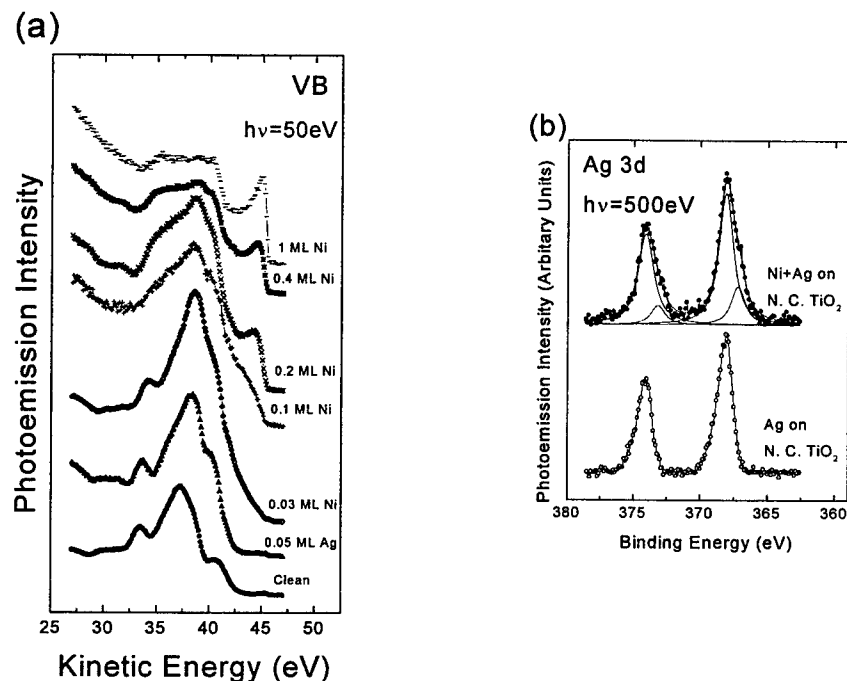 (a)
VB
hν=50eV
Photoemission Intensity
1 ML Ni
0.4 ML Ni
0.2 ML Ni
0.1 ML Ni
0.03 ML Ni
0.05 ML Ag
Clean
25 30 35 40 45 50
Kinetic Energy (eV)
(b)
Ag 3d
hν=500eV
Photoemission Intensity (Arbitary Units)
Ni+Ag on
N. C. TiO₂
Ag on
N. C. TiO₂
380 375 370 365 360
Binding Energy (eV)